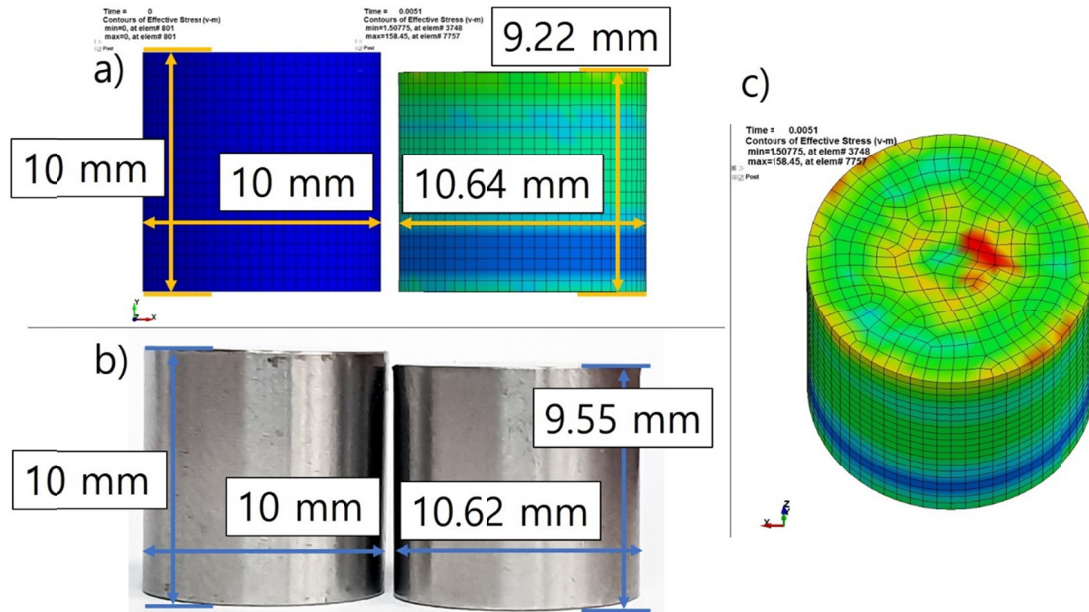 a)
Time = 0
Contours of Effective Stress (v-m)
min=0, at elem# 801
max=0, at elem# 801
Post
10 mm
10 mm
Y
Z X
Time = 0.0051
Contours of Effective Stress (v-m)
min=1.50775, at elem# 3748
max=158.45, at elem# 7757
Post
9.22 mm
10.64 mm
b)
10 mm
10 mm
9.55 mm
10.62 mm
c)
Time = 0.0051
Contours of Effective Stress (v-m)
min=1.50775, at elem# 3748
max=158.45, at elem# 7757
Post
Z
X Y